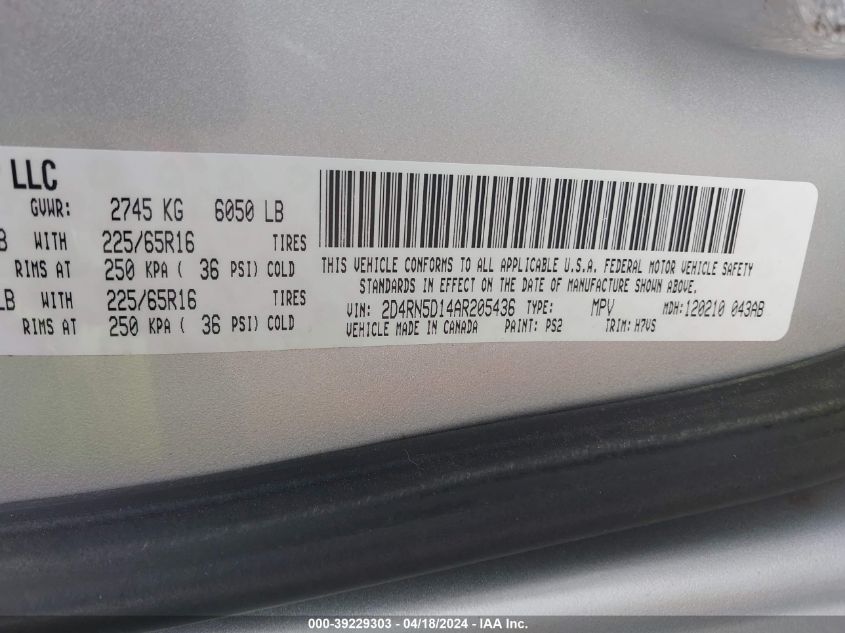 LLC
GVWR: 2745 KG 6050 LB
B WITH 225/65R16 TIRES
RIMS AT 250 KPA ( 36 PSI) COLD
LB WITH 225/65R16 TIRES
RIMS AT 250 KPA ( 36 PSI) COLD
THIS VEHICLE CONFORMS TO ALL APPLICABLE U.S.A. FEDERAL MOTOR VEHICLE SAFETY
STANDARDS IN EFFECT ON THE DATE OF MANUFACTURE SHOWN ABOVE.
VIN: 2D4RN5D14AR205436 TYPE: MPV MDH:120210 043AB
VEHICLE MADE IN CANADA PAINT: PS2 TRIM: H7VS
000-39229303 - 04/18/2024 - IAA Inc.